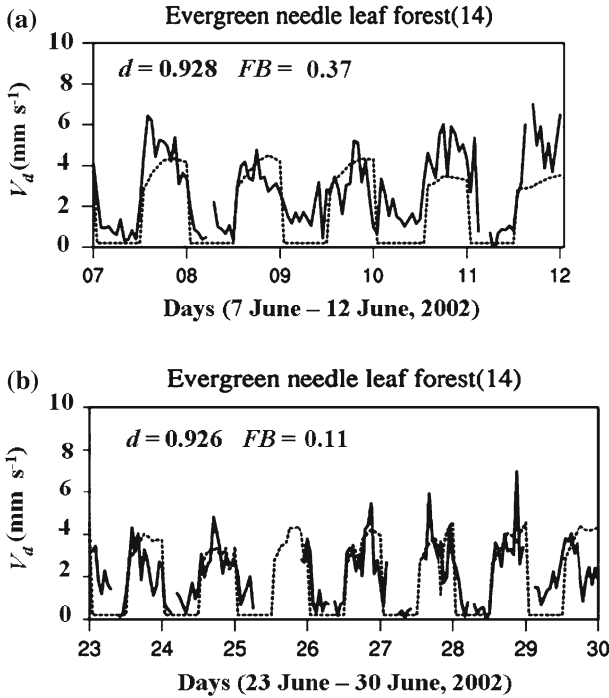 (a) Evergreen needle leaf forest(14)
10
d = 0.928 FB = 0.37
8
6
4
2
0
V_d (mm s⁻¹)
07 08 09 10 11 12
Days (7 June – 12 June, 2002)
(b) Evergreen needle leaf forest(14)
10
d = 0.926 FB = 0.11
8
6
4
2
0
V_d (mm s⁻¹)
23 24 25 26 27 28 29 30
Days (23 June – 30 June, 2002)